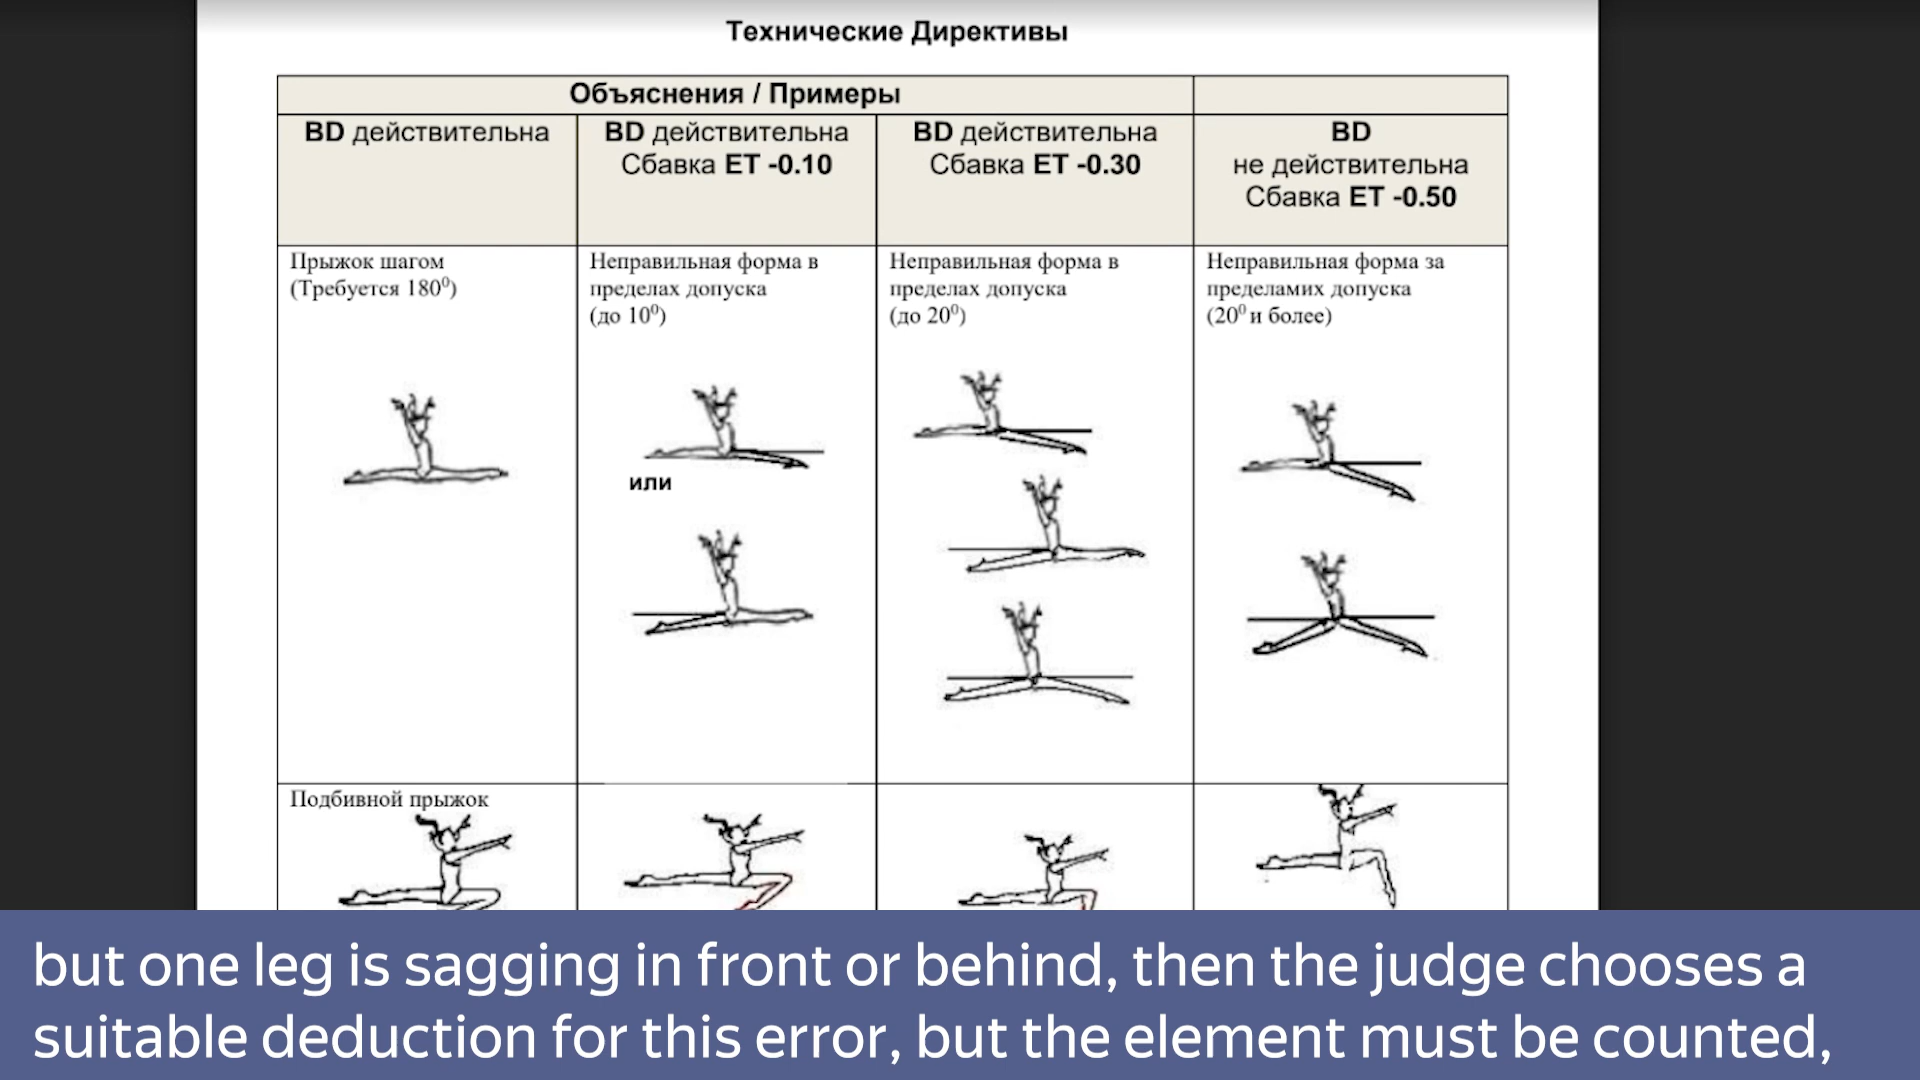 Технические Директивы
Объяснения / Примеры
BD действительна
BD действительна
Сбавка ET -0.10
BD действительна
Сбавка ET -0.30
BD
не действительна
Сбавка ET -0.50
Прыжок шагом
(Требуется 180⁰)
Неправильная форма в
пределах допуска
(до 10⁰)
или
Неправильная форма в
пределах допуска
(до 20⁰)
Неправильная форма за
пределамих допуска
(20⁰ и более)
Подбивной прыжок
but one leg is sagging in front or behind, then the judge chooses a
suitable deduction for this error, but the element must be counted,